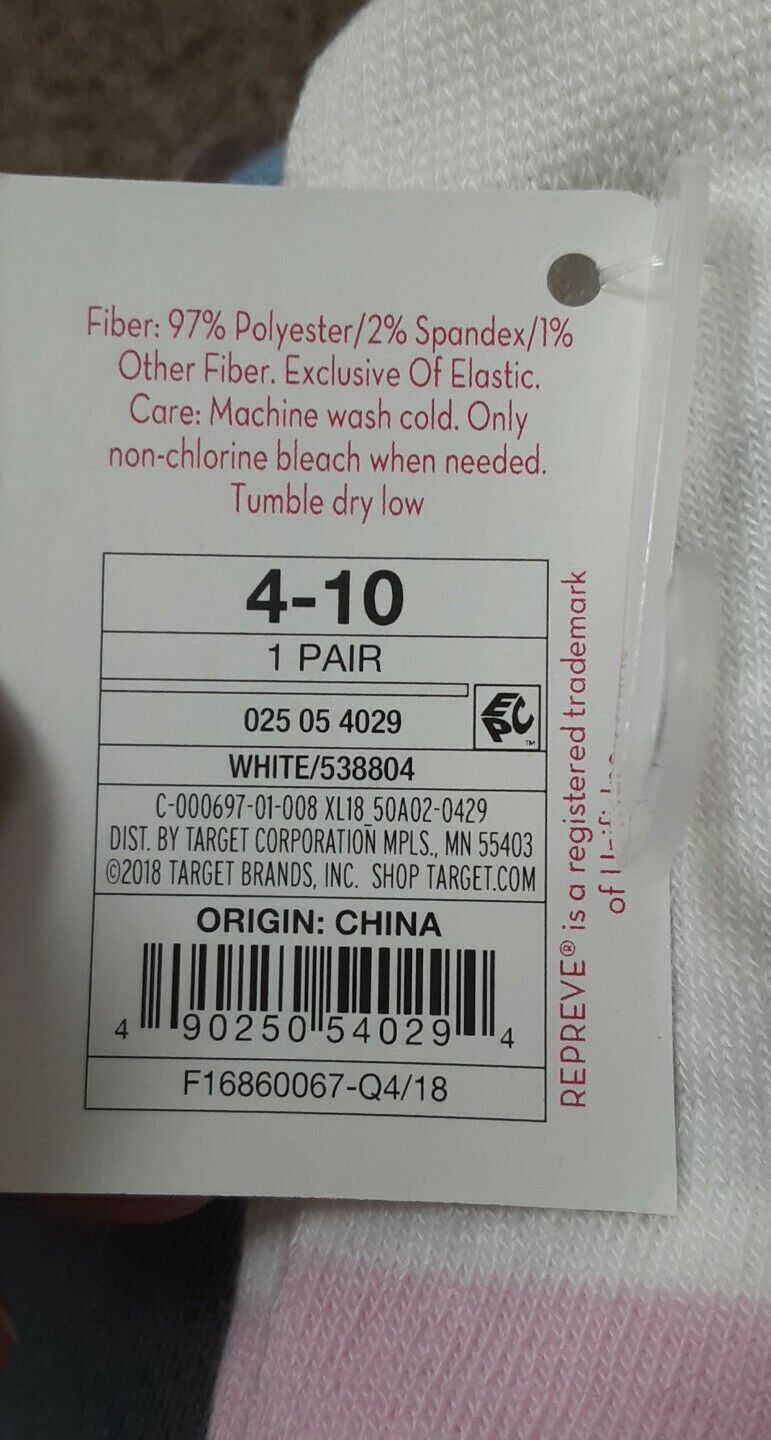 Fiber: 97% Polyester/2% Spandex/1%
Other Fiber. Exclusive Of Elastic.
Care: Machine wash cold. Only
non-chlorine bleach when needed.
Tumble dry low
4-10
1 PAIR
025 05 4029
EPC
TM
WHITE/538804
C-000697-01-008 XL18_50A02-0429
DIST. BY TARGET CORPORATION MPLS., MN 55403
©2018 TARGET BRANDS, INC. SHOP TARGET.COM
ORIGIN: CHINA
4 90250 54029 4
F16860067-Q4/18
REPREVE® is a registered trademark
of